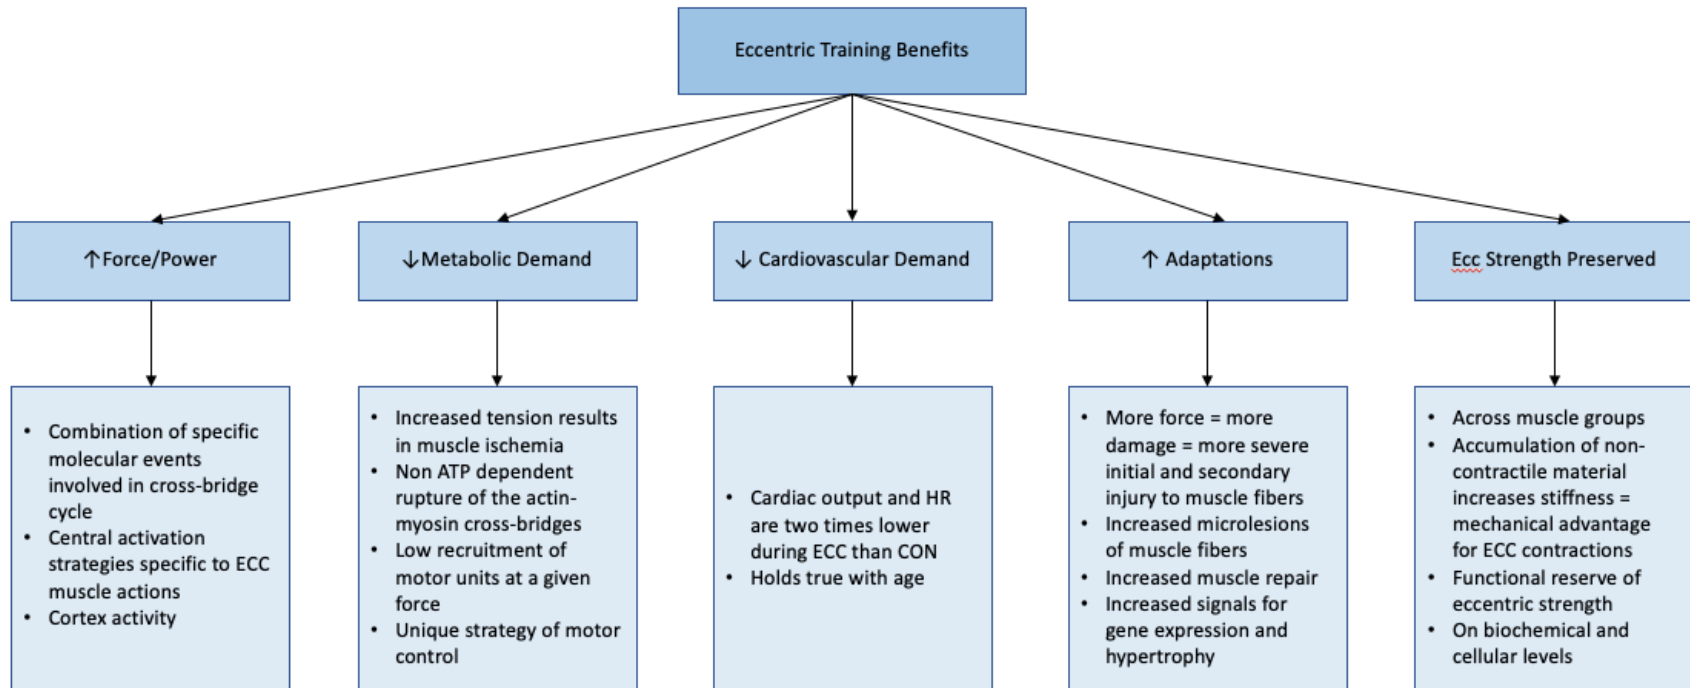 Eccentric Training Benefits
↑Force/Power
↓Metabolic Demand
↓ Cardiovascular Demand
↑ Adaptations
Ecc Strength Preserved
• Combination of specific
molecular events
involved in cross-bridge
cycle
• Central activation
strategies specific to ECC
muscle actions
• Cortex activity
• Increased tension results
in muscle ischemia
• Non ATP dependent
rupture of the actin-
myosin cross-bridges
• Low recruitment of
motor units at a given
force
• Unique strategy of motor
control
• Cardiac output and HR
are two times lower
during ECC than CON
• Holds true with age
• More force = more
damage = more severe
initial and secondary
injury to muscle fibers
• Increased microlesions
of muscle fibers
• Increased muscle repair
• Increased signals for
gene expression and
hypertrophy
• Across muscle groups
• Accumulation of non-
contractile material
increases stiffness =
mechanical advantage
for ECC contractions
• Functional reserve of
eccentric strength
• On biochemical and
cellular levels